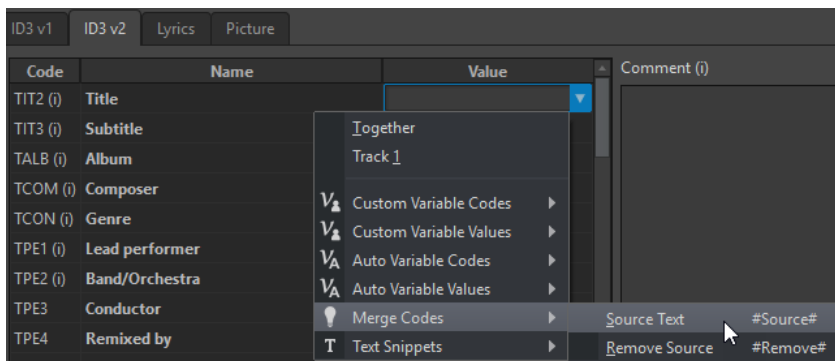 ID3 v1 ID3 v2 Lyrics Picture
Code Name Value Comment (i)
TIT2 (i) Title
TIT3 (i) Subtitle
TALB (i) Album
TCOM (i) Composer
TCON (i) Genre
TPE1 (i) Lead performer
TPE2 (i) Band/Orchestra
TPE3 Conductor
TPE4 Remixed by
Together
Track 1
Custom Variable Codes
Custom Variable Values
Auto Variable Codes
Auto Variable Values
Merge Codes
Text Snippets
Source Text #Source#
Remove Source #Remove#